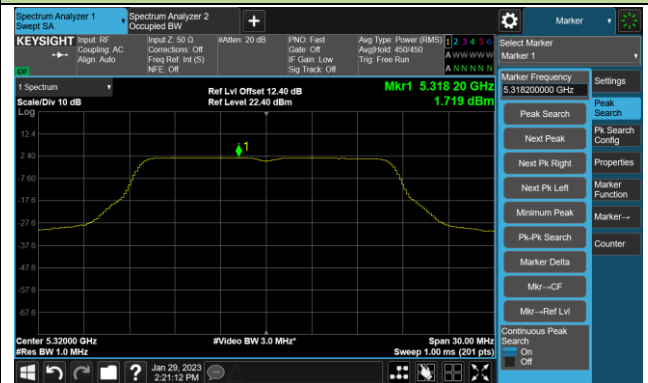 Spectrum Analyzer 1
Swept SA
Spectrum Analyzer 2
Occupied BW
+
Marker
KEYSIGHT
Input: RF
Coupling: AC
Align: Auto
Input Z: 50 Ω
Corrections: Off
Freq Ref: Int (S)
NFE: Off
#Atten: 20 dB
PNO: Fast
Gate: Off
IF Gain: Low
Sig Track: Off
Avg Type: Power (RMS)
Avg|Hold: 450/450
Trig: Free Run
1 2 3 4 5 6
A W W W W W
A N N N N N
LXI
Select Marker
Marker 1
1 Spectrum
Scale/Div 10 dB
Log
Ref Lvl Offset 12.40 dB
Ref Level 22.40 dBm
Mkr1 5.318 20 GHz
1.719 dBm
12.4
2.40
-7.60
-17.6
-27.6
-37.6
-47.6
-57.6
-67.6
1
Center 5.32000 GHz
#Res BW 1.0 MHz
#Video BW 3.0 MHz*
Span 30.00 MHz
Sweep 1.00 ms (201 pts)
Marker Frequency
5.318200000 GHz
Peak Search
Next Peak
Next Pk Right
Next Pk Left
Minimum Peak
Pk-Pk Search
Marker Delta
Mkr→CF
Mkr→Ref Lvl
Continuous Peak
Search
On
Off
Settings
Peak
Search
Pk Search
Config
Properties
Marker
Function
Marker→
Counter
?
Jan 29, 2023
2:21:12 PM